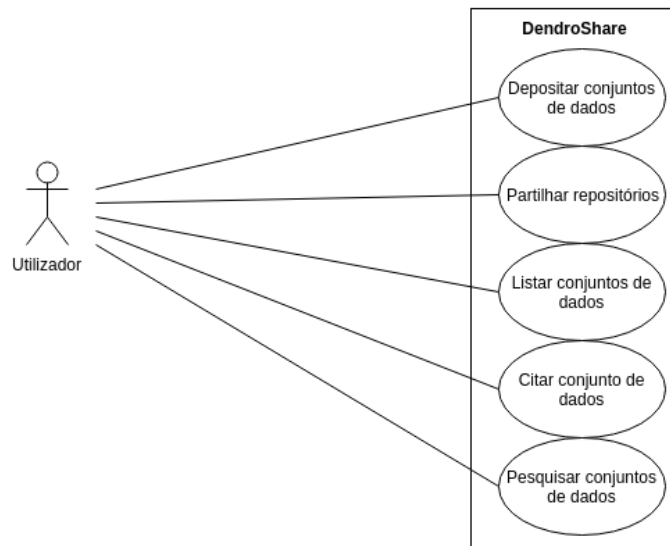 DendroShare
Depositar conjuntos
de dados
Partilhar repositórios
Utilizador
Listar conjuntos de
dados
Citar conjunto de
dados
Pesquisar conjuntos
de dados